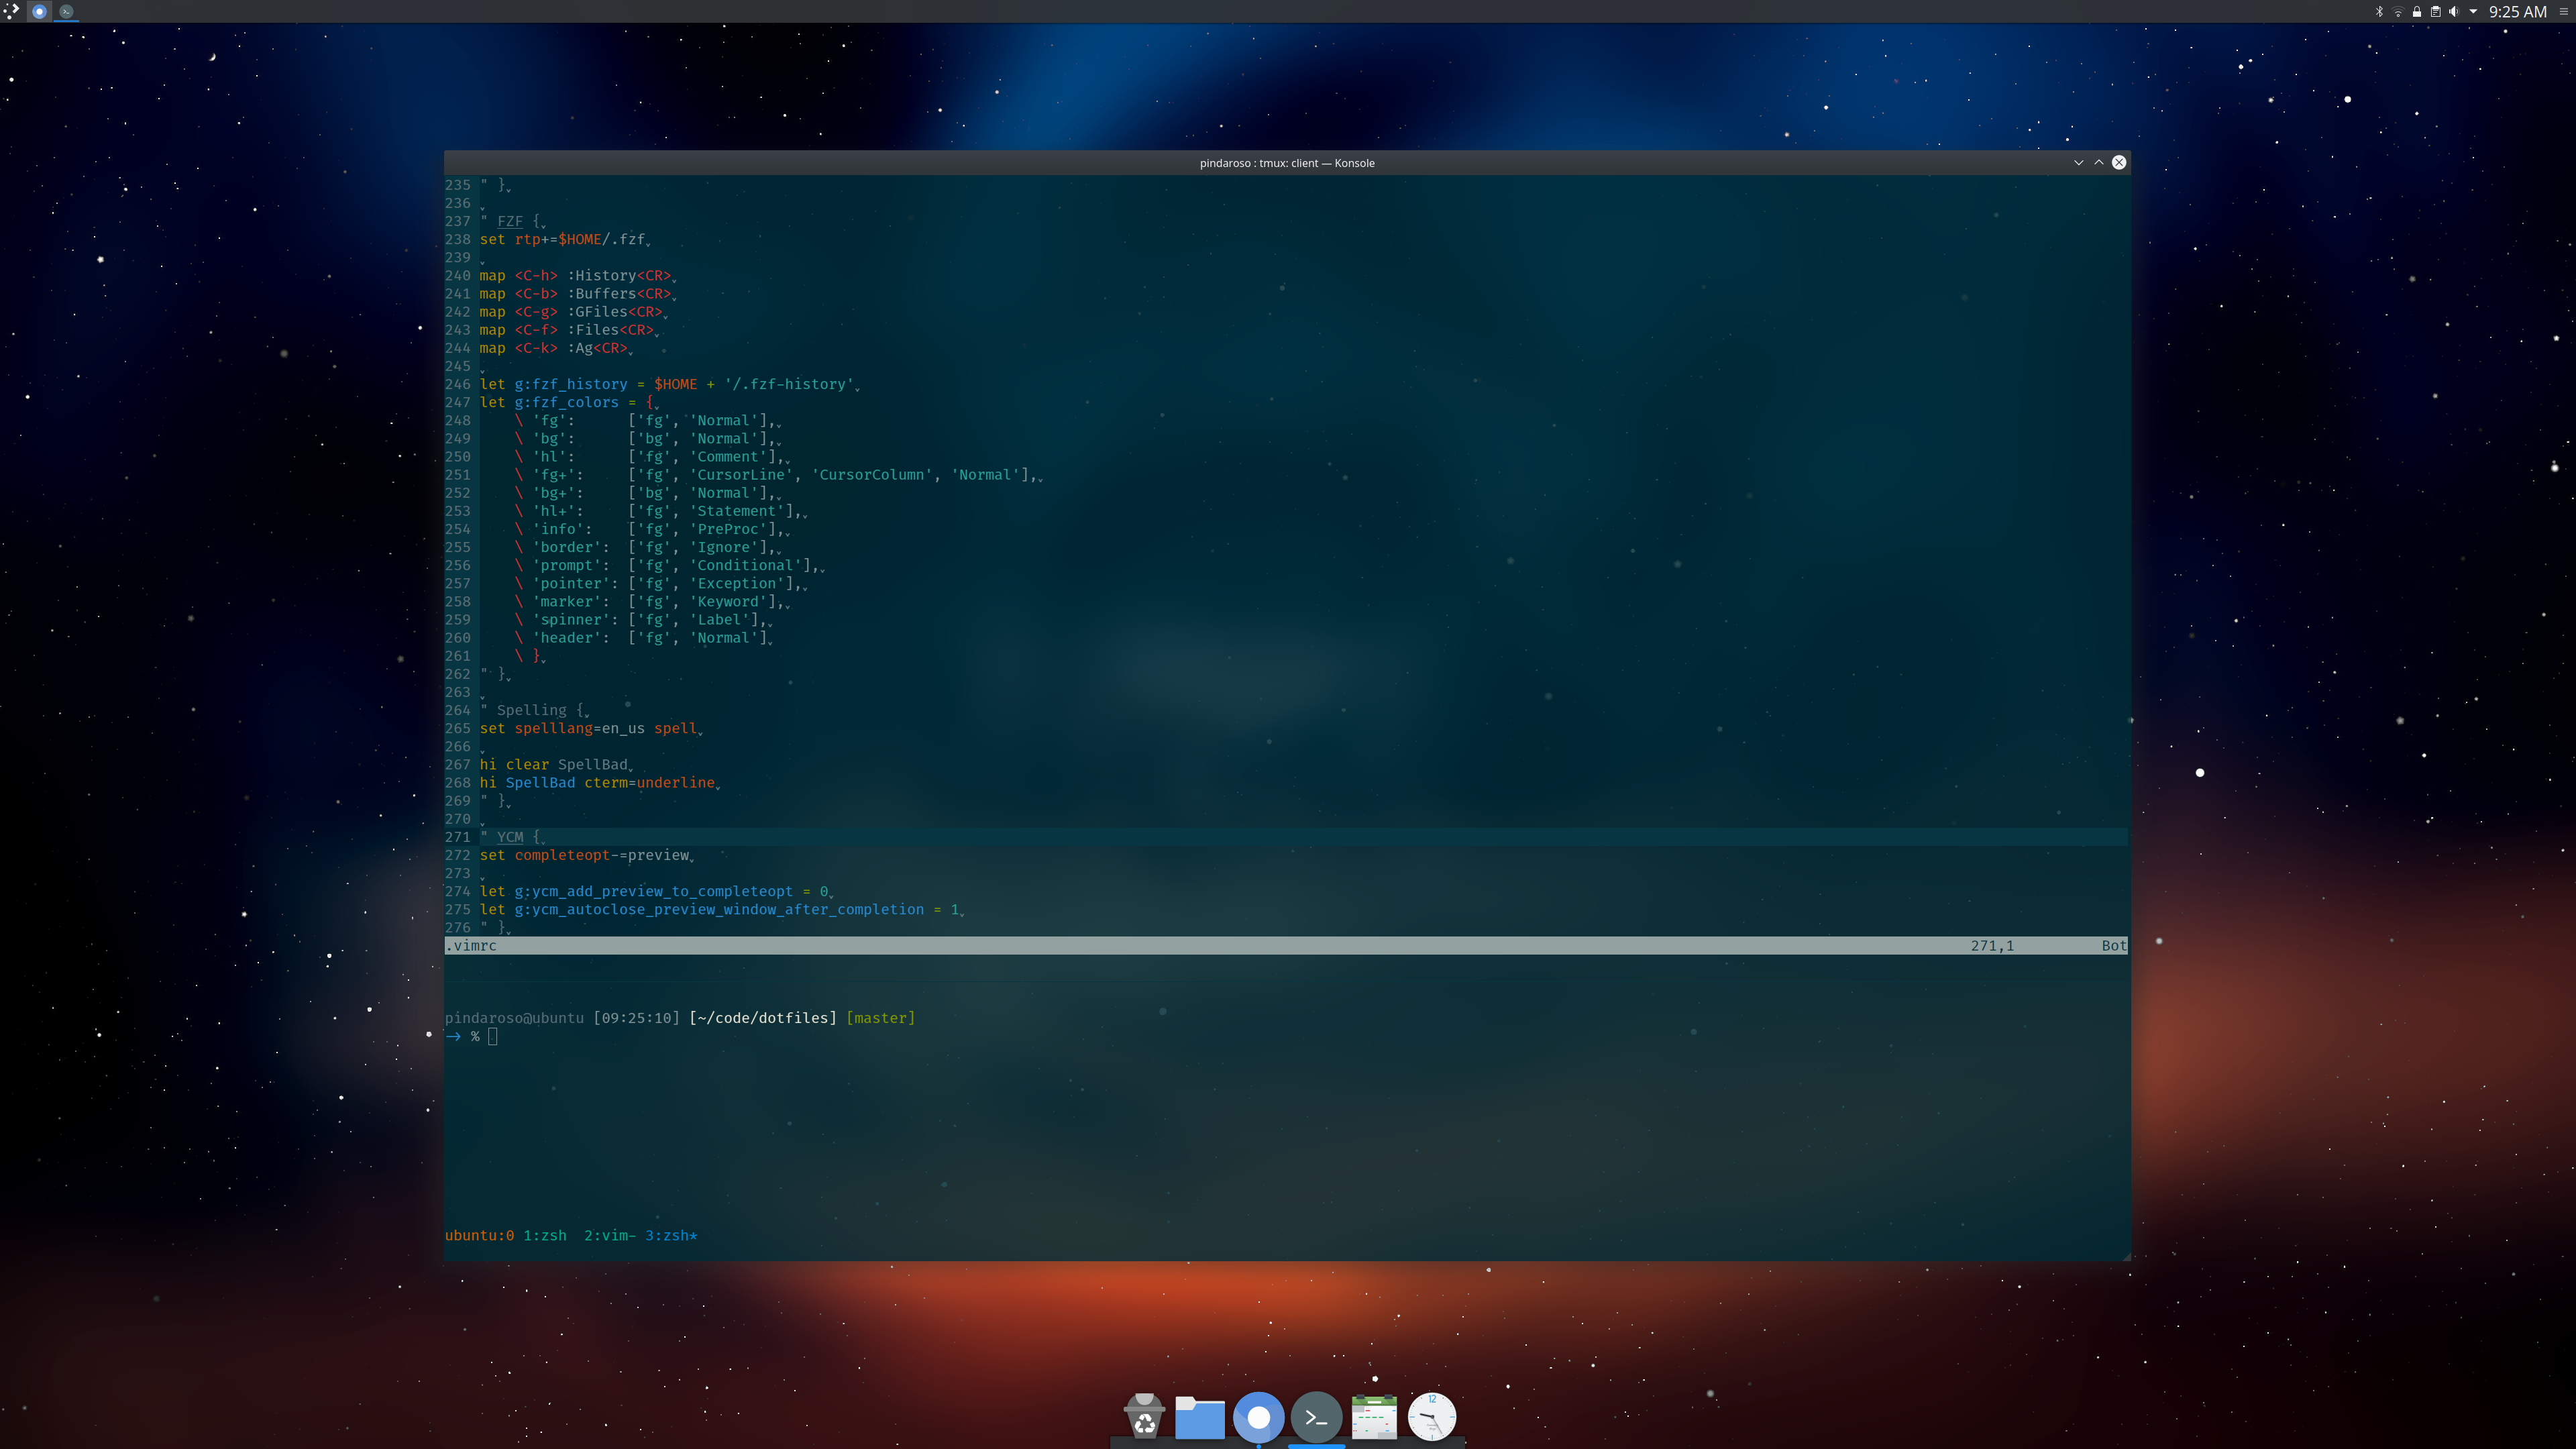 9:25 AM
pindaroso : tmux: client — Konsole
235 " }
236
237 " FZF {
238 set rtp+=$HOME/.fzf
239
240 map <C-h> :History<CR>
241 map <C-b> :Buffers<CR>
242 map <C-g> :GFiles<CR>
243 map <C-f> :Files<CR>
244 map <C-k> :Ag<CR>
245
246 let g:fzf_history = $HOME + '/.fzf-history'
247 let g:fzf_colors = {
248     \ 'fg':      ['fg', 'Normal'],
249     \ 'bg':      ['bg', 'Normal'],
250     \ 'hl':      ['fg', 'Comment'],
251     \ 'fg+':     ['fg', 'CursorLine', 'CursorColumn', 'Normal'],
252     \ 'bg+':     ['bg', 'Normal'],
253     \ 'hl+':     ['fg', 'Statement'],
254     \ 'info':    ['fg', 'PreProc'],
255     \ 'border':  ['fg', 'Ignore'],
256     \ 'prompt':  ['fg', 'Conditional'],
257     \ 'pointer': ['fg', 'Exception'],
258     \ 'marker':  ['fg', 'Keyword'],
259     \ 'spinner': ['fg', 'Label'],
260     \ 'header':  ['fg', 'Normal']
261     \ }
262 " }
263
264 " Spelling {
265 set spelllang=en_us spell
266
267 hi clear SpellBad
268 hi SpellBad cterm=underline
269 " }
270
271 " YCM {
272 set completeopt-=preview
273
274 let g:ycm_add_preview_to_completeopt = 0
275 let g:ycm_autoclose_preview_window_after_completion = 1
276 " }
.vimrc 271,1 Bot
pindaroso@ubuntu [09:25:10] [~/code/dotfiles] [master]
→ %
ubuntu:0 1:zsh  2:vim- 3:zsh*
12